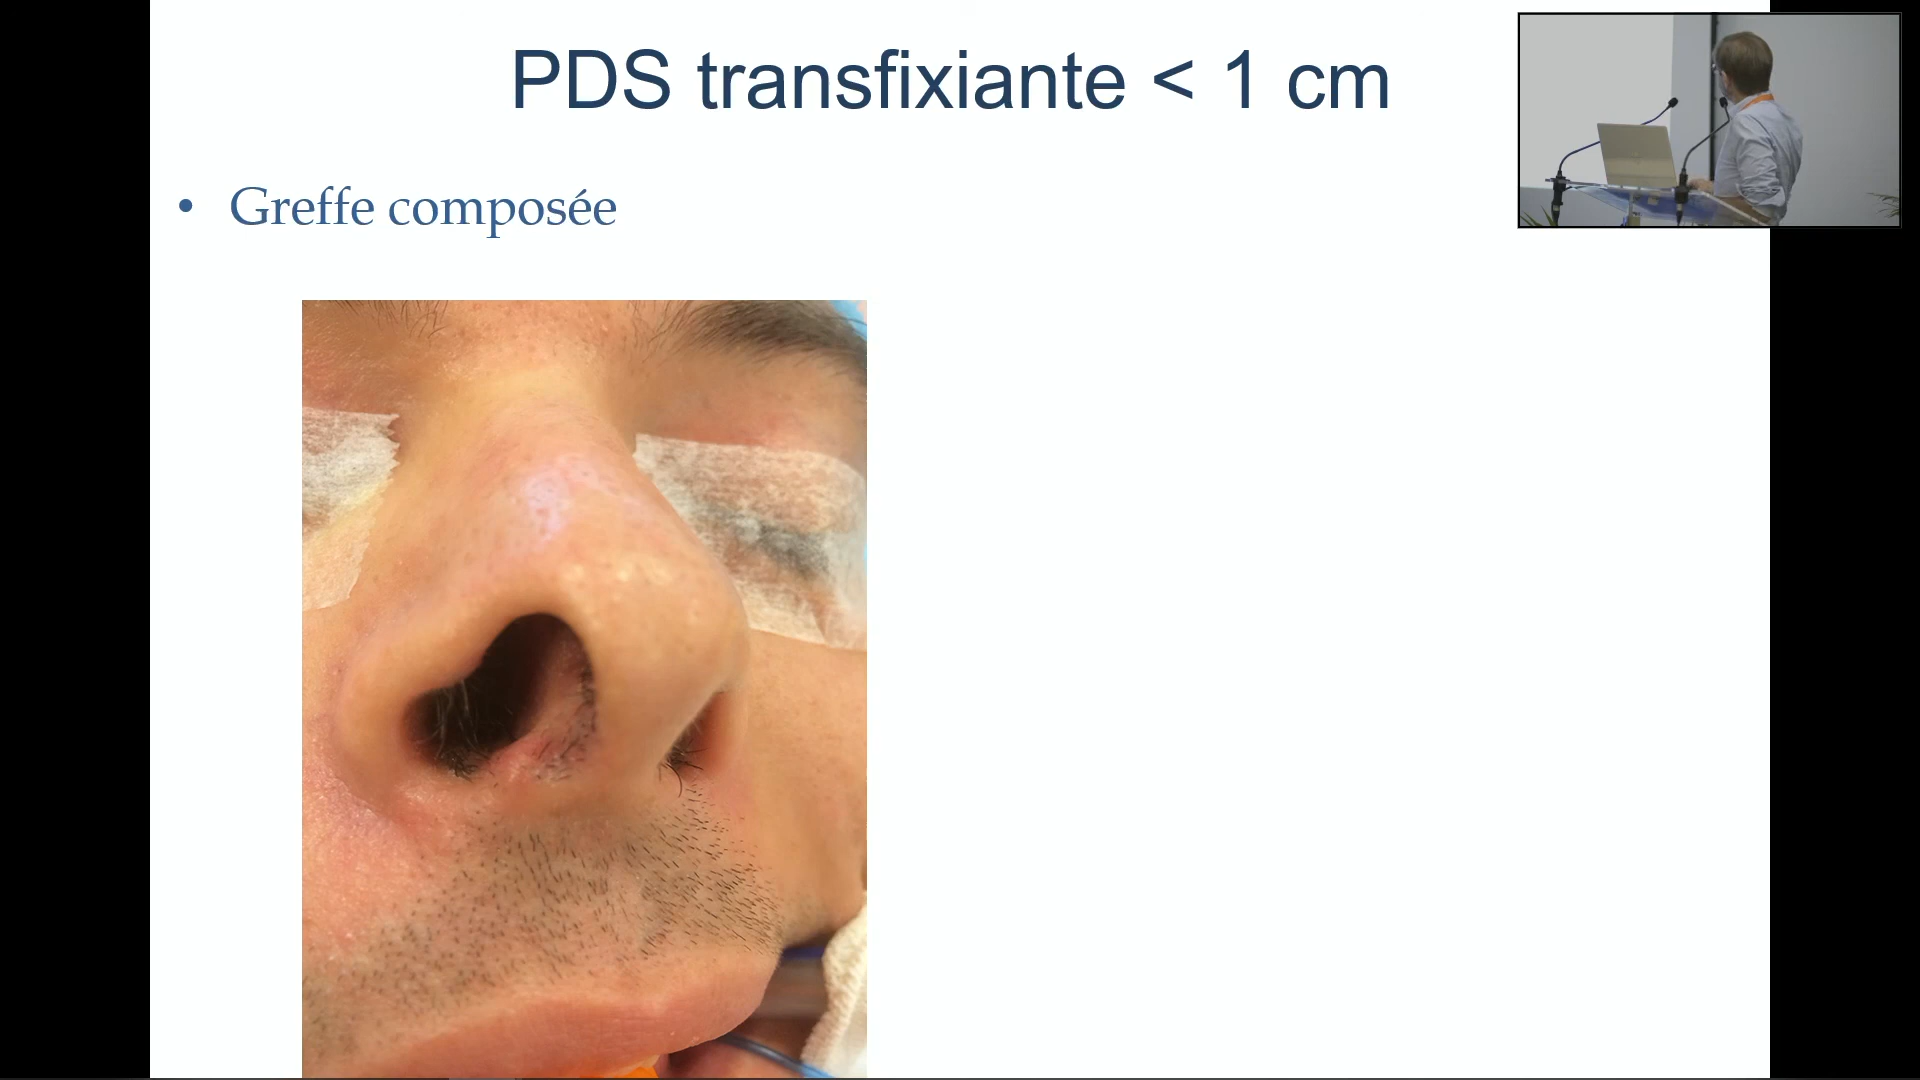 PDS transfixiante < 1 cm
• Greffe composée